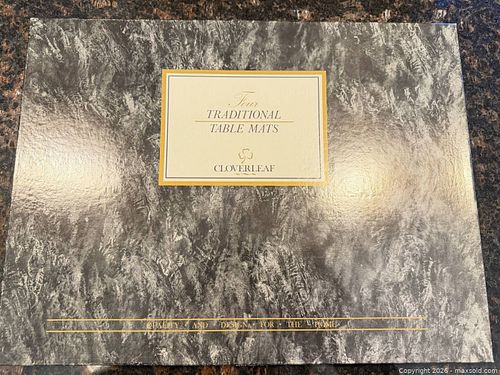 Four
TRADITIONAL
TABLE MATS
CLOVERLEAF
QUALITY AND DESIGN FOR THE HOME
Copyright 2026 - maxsold.com